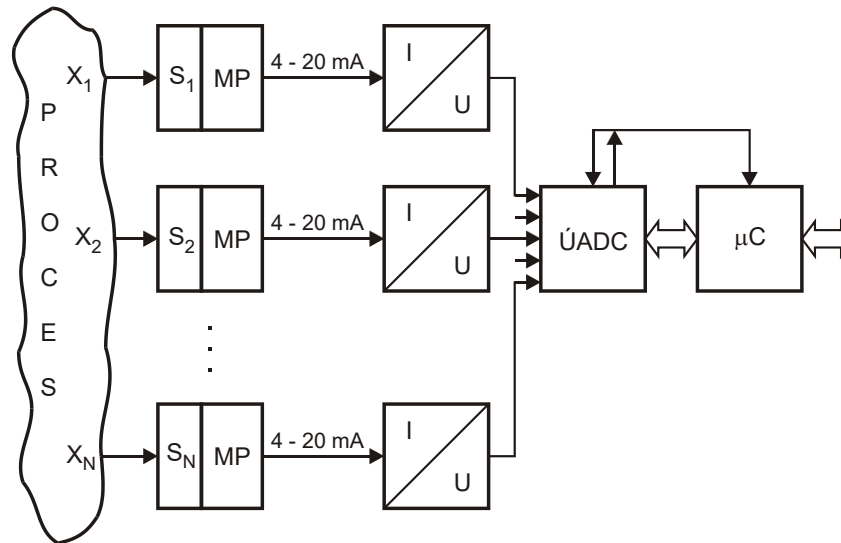 PROCES
X1 S1 MP 4 - 20 mA I U
X2 S2 MP 4 - 20 mA I U
ÚADC µC
XN SN MP 4 - 20 mA I U